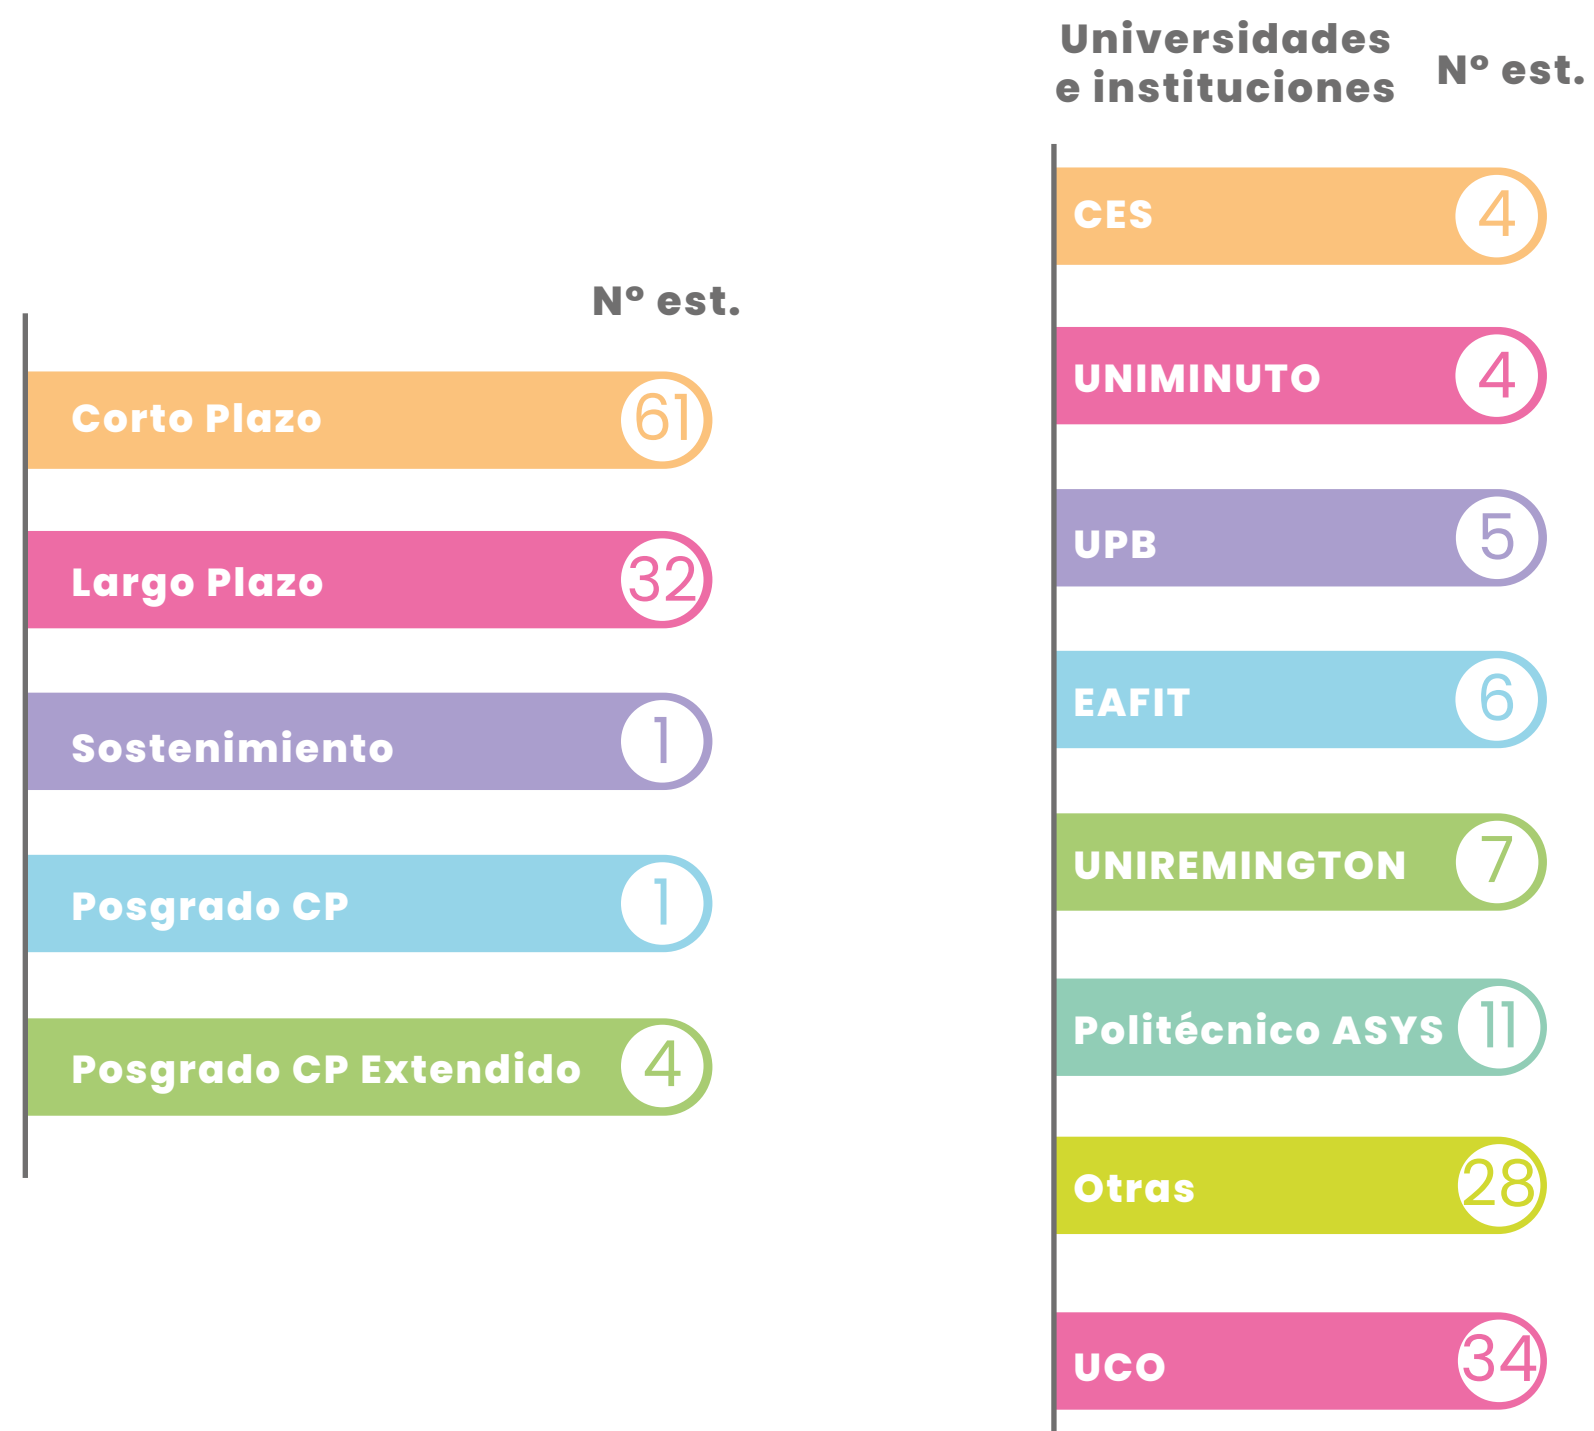 Nº est.
Corto Plazo 61
Largo Plazo 32
Sostenimiento 1
Posgrado CP 1
Posgrado CP Extendido 4
Universidades
e instituciones
Nº est.
CES 4
UNIMINUTO 4
UPB 5
EAFIT 6
UNIREMINGTON 7
Politécnico ASYS 11
Otras 28
UCO 34